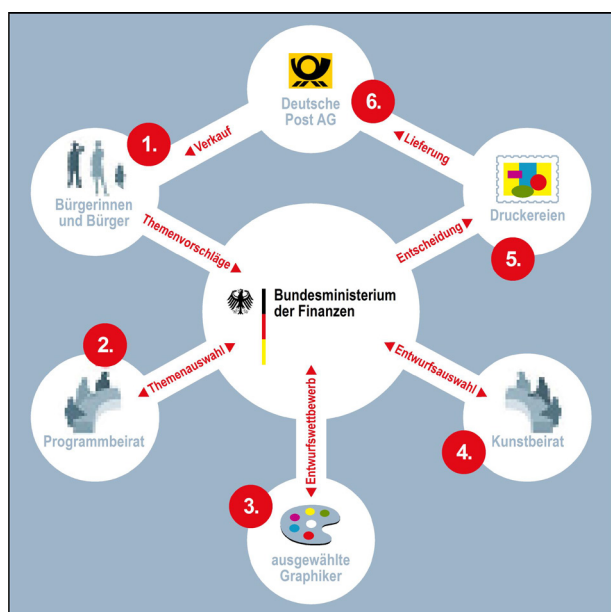 6.
Deutsche
Post AG
1.
Verkauf
Lieferung
Bürgerinnen
und Bürger
Druckereien
Themenvorschläge
Entscheidung
5.
Bundesministerium
der Finanzen
2.
Themenauswahl
Entwurfsauswahl
Programmbeirat
Kunstbeirat
4.
Entwurfswettbewerb
3.
ausgewählte
Graphiker